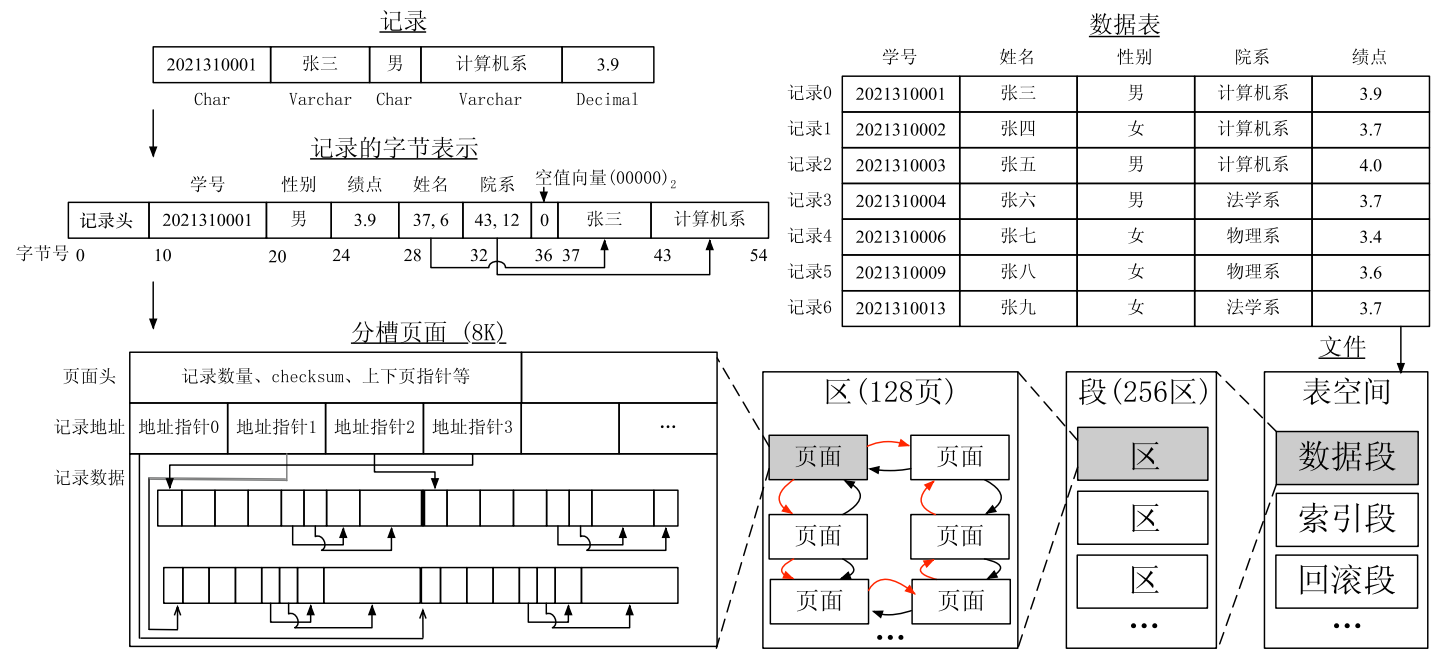 记录
2021310001 张三 男 计算机系 3.9
Char Varchar Char Varchar Decimal
记录的字节表示
学号 性别 绩点 姓名 院系 空值向量(00000)2
记录头 2021310001 男 3.9 37, 6 43, 12 0 张三 计算机系
字节号 0 10 20 24 28 32 36 37 43 54
数据表
学号 姓名 性别 院系 绩点
记录0 2021310001 张三 男 计算机系 3.9
记录1 2021310002 张四 女 计算机系 3.7
记录2 2021310003 张五 男 计算机系 4.0
记录3 2021310004 张六 男 法学系 3.7
记录4 2021310006 张七 女 物理系 3.4
记录5 2021310009 张八 女 物理系 3.6
记录6 2021310013 张九 女 法学系 3.7
分槽页面 (8K)
页面头 记录数量、checksum、上下页指针等
记录地址 地址指针0 地址指针1 地址指针2 地址指针3 …
记录数据
区(128页)
页面 页面
页面 页面
页面 页面
…
段(256区)
区
区
区
…
文件
表空间
数据段
索引段
回滚段
…